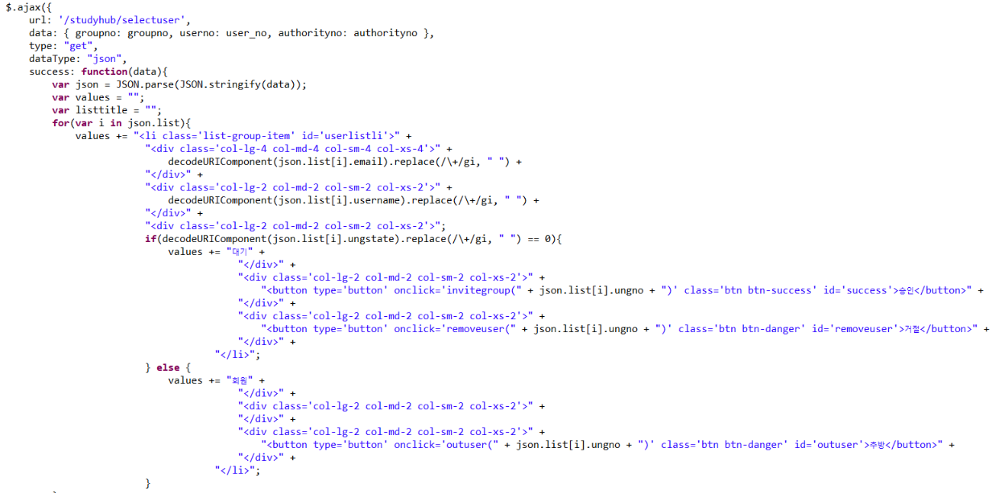 $.ajax({
    url: '/studyhub/selectuser',
    data: { groupno: groupno, userno: user_no, authorityno: authorityno },
    type: "get",
    dataType: "json",
    success: function(data){
        var json = JSON.parse(JSON.stringify(data));
        var values = "";
        var listtitle = "";
        for(var i in json.list){
            values += "<li class='list-group-item' id='userlistli'>" +
                        "<div class='col-lg-4 col-md-4 col-sm-4 col-xs-4'>" +
                            decodeURIComponent(json.list[i].email).replace(/\+/gi, " ") +
                        "</div>" +
                        "<div class='col-lg-2 col-md-2 col-sm-2 col-xs-2'>" +
                            decodeURIComponent(json.list[i].username).replace(/\+/gi, " ") +
                        "</div>" +
                        "<div class='col-lg-2 col-md-2 col-sm-2 col-xs-2'>";
                        if(decodeURIComponent(json.list[i].ungstate).replace(/\+/gi, " ") == 0){
                            values += "대기" +
                                        "</div>" +
                                        "<div class='col-lg-2 col-md-2 col-sm-2 col-xs-2'>" +
                                            "<button type='button' onclick='invitegroup(" + json.list[i].ungno + ")' class='btn btn-success' id='success'>승인</button>" +
                                        "</div>" +
                                        "<div class='col-lg-2 col-md-2 col-sm-2 col-xs-2'>" +
                                            "<button type='button' onclick='removeuser(" + json.list[i].ungno + ")' class='btn btn-danger' id='removeuser'>거절</button>" +
                                        "</div>" +
                                    "</li>";
                        } else {
                            values += "회원" +
                                        "</div>" +
                                        "<div class='col-lg-2 col-md-2 col-sm-2 col-xs-2'>" +
                                        "</div>" +
                                        "<div class='col-lg-2 col-md-2 col-sm-2 col-xs-2'>" +
                                            "<button type='button' onclick='outuser(" + json.list[i].ungno + ")' class='btn btn-danger' id='outuser'>추방</button>" +
                                        "</div>" +
                                    "</li>";
                        }